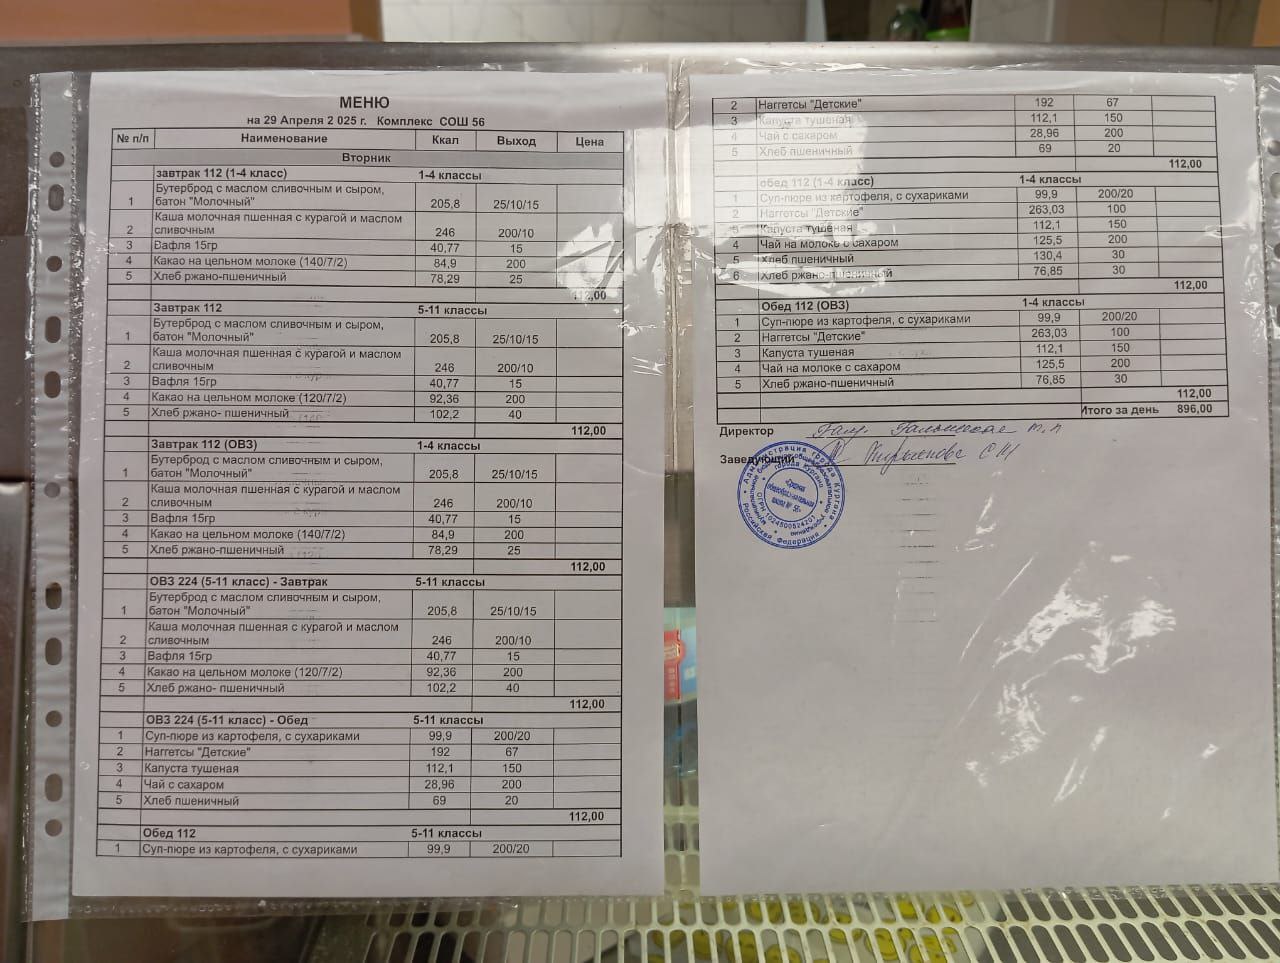 МЕНЮ
на 29 Апреля 2 025 г. Комплекс СОШ 56
№ п/п Наименование Ккал Выход Цена
Вторник
завтрак 112 (1-4 класс) 1-4 классы
Бутерброд с маслом сливочным и сыром,
1 батон "Молочный" 205,8 25/10/15
Каша молочная пшенная с курагой и маслом
2 сливочным 246 200/10
3 Вафля 15гр 40,77 15
4 Какао на цельном молоке (140/7/2) 84,9 200
5 Хлеб ржано-пшеничный 78,29 25
112,00
Завтрак 112 5-11 классы
Бутерброд с маслом сливочным и сыром,
1 батон "Молочный" 205,8 25/10/15
Каша молочная пшенная с курагой и маслом
2 сливочным 246 200/10
3 Вафля 15гр 40,77 15
4 Какао на цельном молоке (120/7/2) 92,36 200
5 Хлеб ржано- пшеничный 102,2 40
112,00
Завтрак 112 (ОВЗ) 1-4 классы
Бутерброд с маслом сливочным и сыром,
1 батон "Молочный" 205,8 25/10/15
Каша молочная пшенная с курагой и маслом
2 сливочным 246 200/10
3 Вафля 15гр 40,77 15
4 Какао на цельном молоке (140/7/2) 84,9 200
5 Хлеб ржано-пшеничный 78,29 25
112,00
ОВЗ 224 (5-11 класс) - Завтрак 5-11 классы
Бутерброд с маслом сливочным и сыром,
1 батон "Молочный" 205,8 25/10/15
Каша молочная пшенная с курагой и маслом
2 сливочным 246 200/10
3 Вафля 15гр 40,77 15
4 Какао на цельном молоке (120/7/2) 92,36 200
5 Хлеб ржано- пшеничный 102,2 40
112,00
ОВЗ 224 (5-11 класс) - Обед 5-11 классы
1 Суп-пюре из картофеля, с сухариками 99,9 200/20
2 Наггетсы "Детские" 192 67
3 Капуста тушеная 112,1 150
4 Чай с сахаром 28,96 200
5 Хлеб пшеничный 69 20
112,00
Обед 112 5-11 классы
1 Суп-пюре из картофеля, с сухариками 99,9 200/20
2 Наггетсы "Детские" 192 67
3 Капуста тушеная 112,1 150
4 Чай с сахаром 28,96 200
5 Хлеб пшеничный 69 20
112,00
обед 112 (1-4 класс) 1-4 классы
1 Суп-пюре из картофеля, с сухариками 99,9 200/20
2 Наггетсы "Детские" 263,03 100
3 Капуста тушеная 112,1 150
4 Чай на молоке с сахаром 125,5 200
5 Хлеб пшеничный 130,4 30
6 Хлеб ржано-пшеничный 76,85 30
112,00
Обед 112 (ОВЗ) 1-4 классы
1 Суп-пюре из картофеля, с сухариками 99,9 200/20
2 Наггетсы "Детские" 263,03 100
3 Капуста тушеная 112,1 150
4 Чай на молоке с сахаром 125,5 200
5 Хлеб ржано-пшеничный 76,85 30
112,00
Итого за день 896,00
Директор
Заведующий
Администрация города Кургана
Российская Федерация